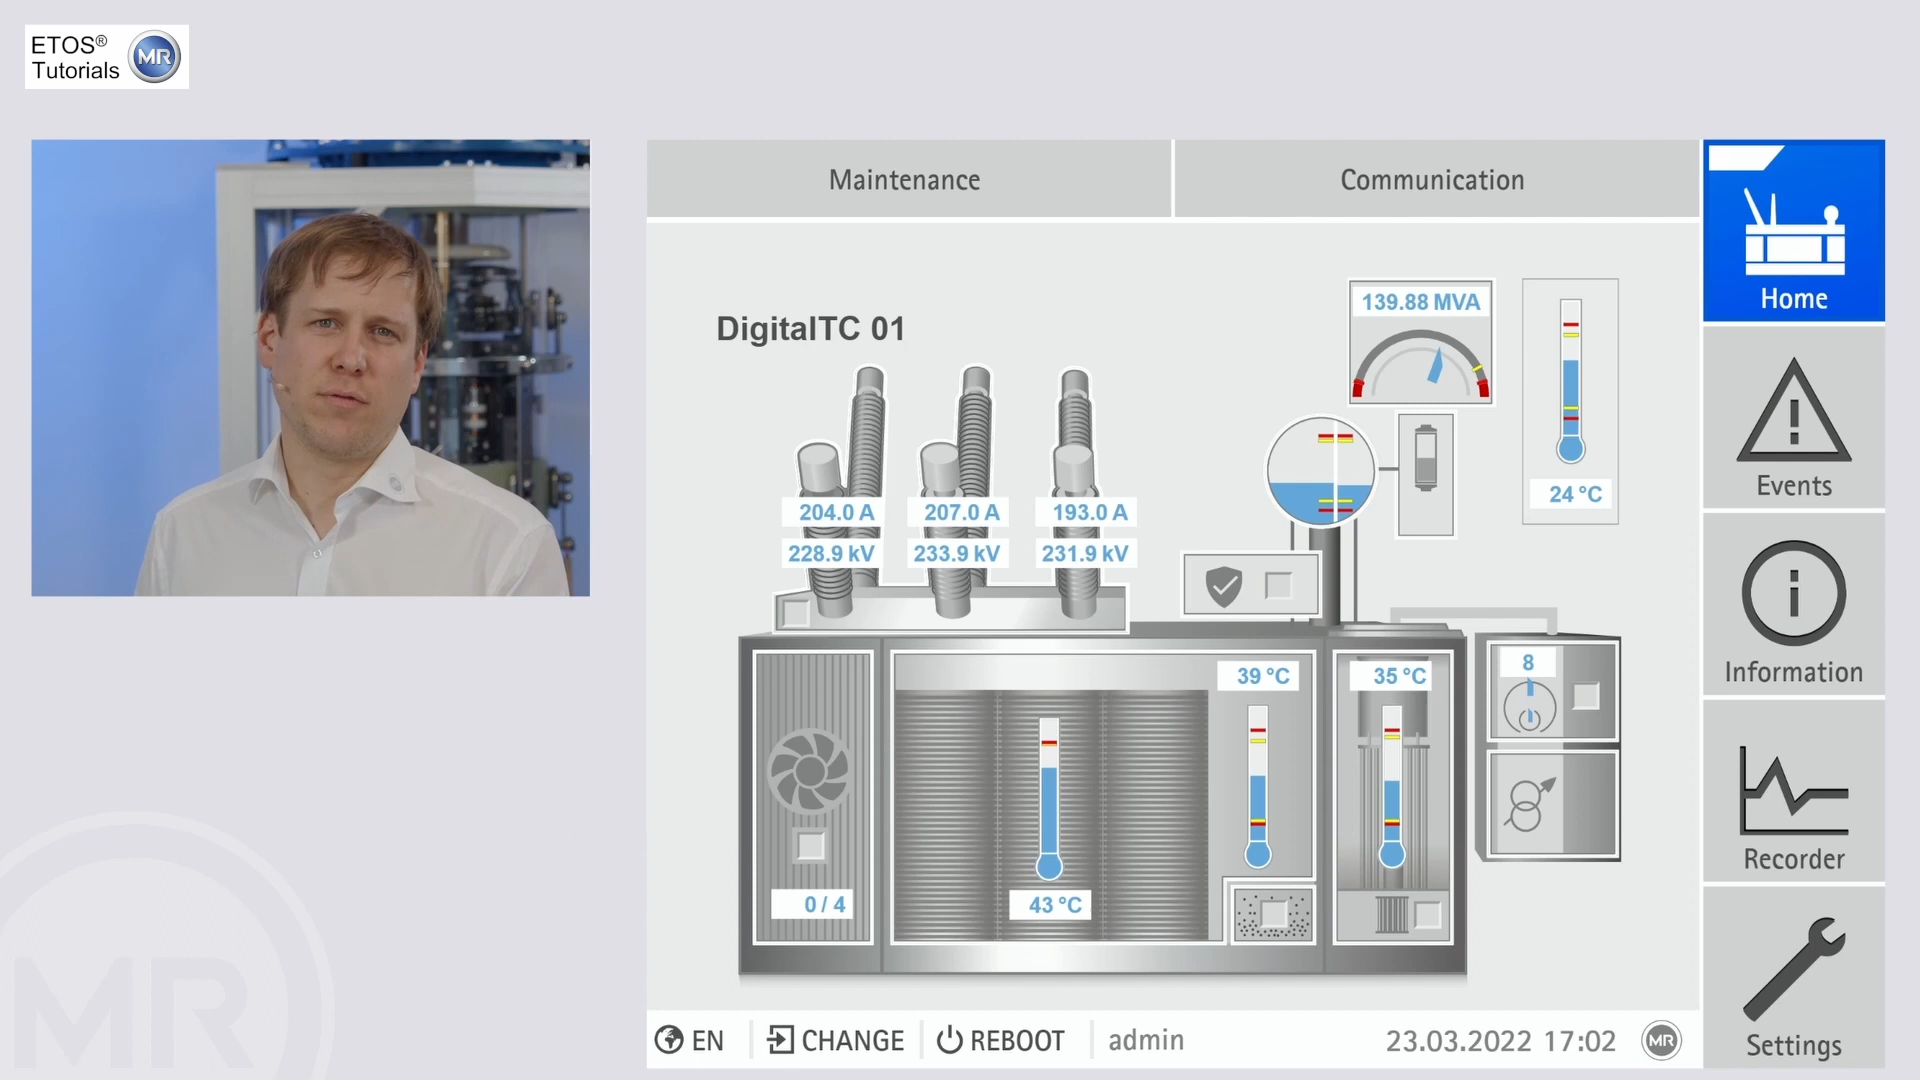 ETOS®
Tutorials
MR
Maintenance
Communication
Home
139.88 MVA
DigitalTC 01
24 °C
Events
204.0 A
207.0 A
193.0 A
228.9 kV
233.9 kV
231.9 kV
Information
39 °C
35 °C
8
Recorder
0 / 4
43 °C
MR
EN
CHANGE
REBOOT
admin
23.03.2022 17:02
MR
Settings